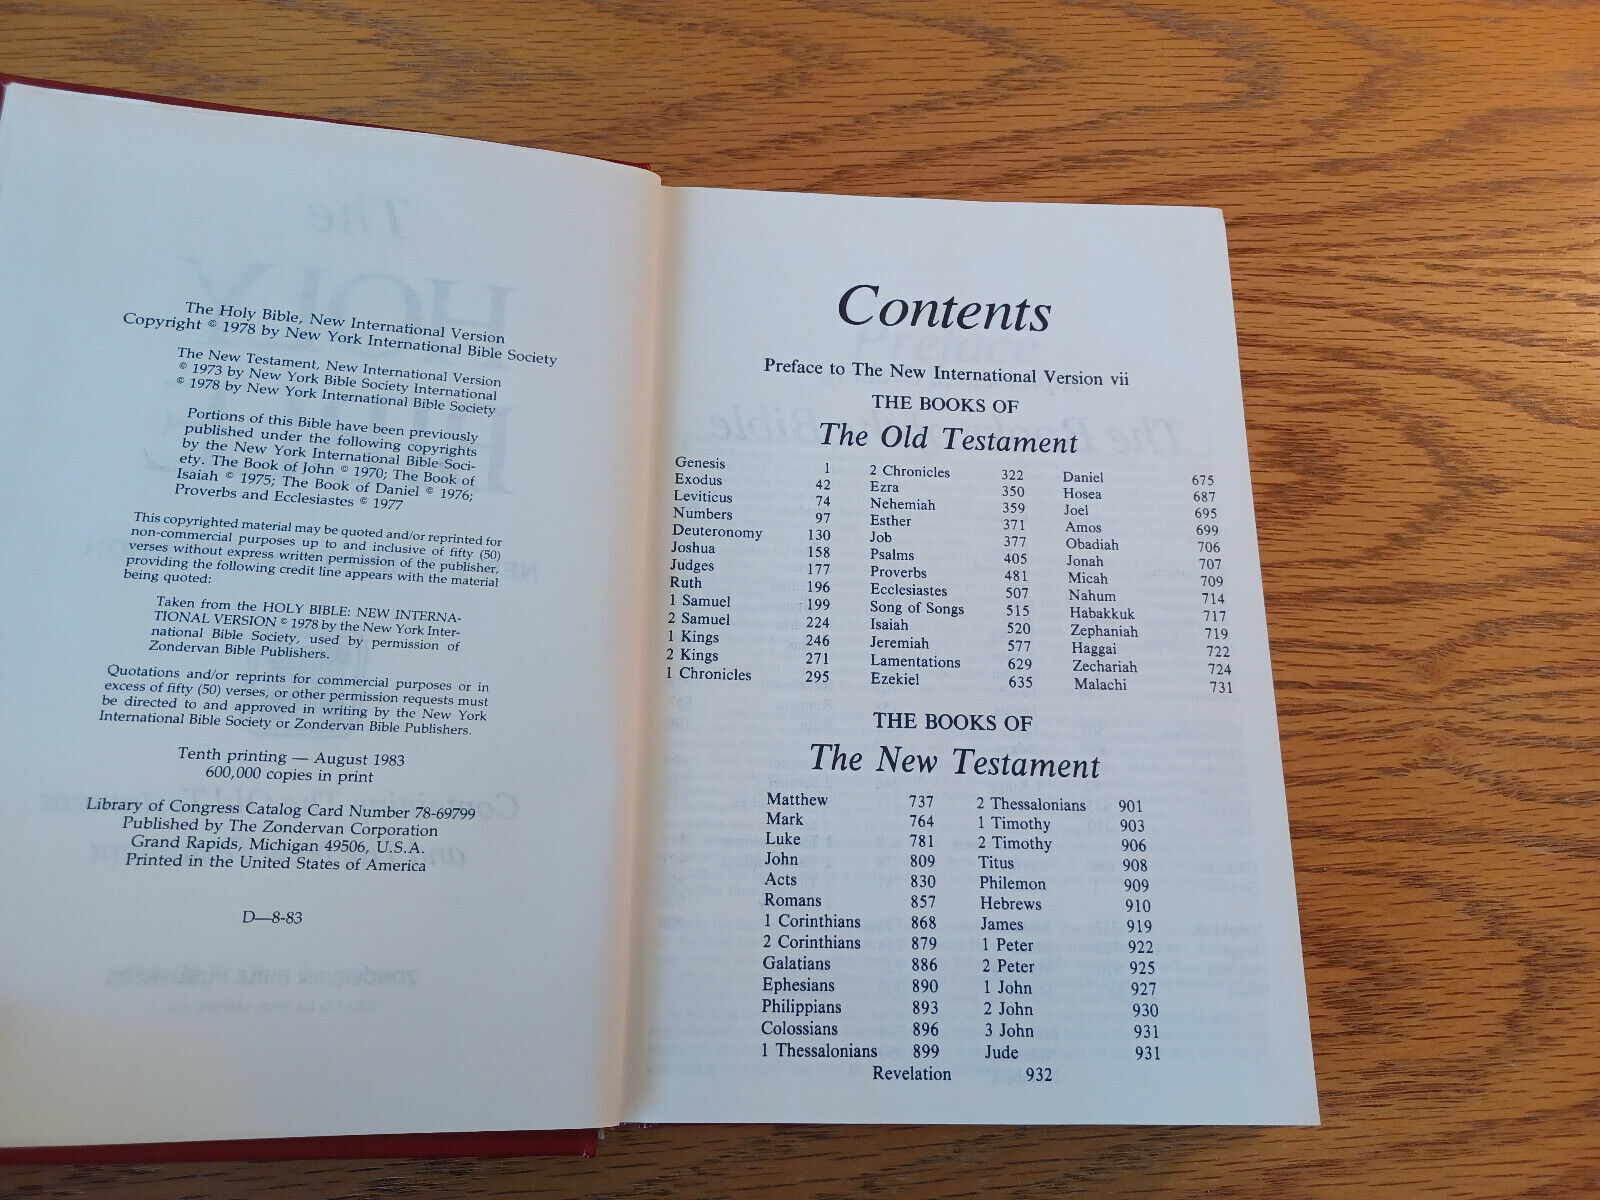 The Holy Bible, New International Version
Copyright © 1978 by New York International Bible Society
The New Testament, New International Version
© 1973 by New York Bible Society International
© 1978 by New York International Bible Society
Portions of this Bible have been previously
published under the following copyrights
by the New York International Bible Soci-
ety. The Book of John © 1970; The Book of
Isaiah © 1975; The Book of Daniel © 1976;
Proverbs and Ecclesiastes © 1977
This copyrighted material may be quoted and/or reprinted for
non-commercial purposes up to and inclusive of fifty (50)
verses without express written permission of the publisher,
providing the following credit line appears with the material
being quoted:
Taken from the HOLY BIBLE: NEW INTERNA-
TIONAL VERSION © 1978 by the New York Inter-
national Bible Society, used by permission of
Zondervan Bible Publishers.
Quotations and/or reprints for commercial purposes or in
excess of fifty (50) verses, or other permission requests must
be directed to and approved in writing by the New York
International Bible Society or Zondervan Bible Publishers.
Tenth printing — August 1983
600,000 copies in print
Library of Congress Catalog Card Number 78-69799
Published by The Zondervan Corporation
Grand Rapids, Michigan 49506, U.S.A.
Printed in the United States of America
D—8-83
Contents
Preface to The New International Version vii
THE BOOKS OF
The Old Testament
Genesis 1
Exodus 42
Leviticus 74
Numbers 97
Deuteronomy 130
Joshua 158
Judges 177
Ruth 196
1 Samuel 199
2 Samuel 224
1 Kings 246
2 Kings 271
1 Chronicles 295
2 Chronicles 322
Ezra 350
Nehemiah 359
Esther 371
Job 377
Psalms 405
Proverbs 481
Ecclesiastes 507
Song of Songs 515
Isaiah 520
Jeremiah 577
Lamentations 629
Ezekiel 635
Daniel 675
Hosea 687
Joel 695
Amos 699
Obadiah 706
Jonah 707
Micah 709
Nahum 714
Habakkuk 717
Zephaniah 719
Haggai 722
Zechariah 724
Malachi 731
THE BOOKS OF
The New Testament
Matthew 737
Mark 764
Luke 781
John 809
Acts 830
Romans 857
1 Corinthians 868
2 Corinthians 879
Galatians 886
Ephesians 890
Philippians 893
Colossians 896
1 Thessalonians 899
2 Thessalonians 901
1 Timothy 903
2 Timothy 906
Titus 908
Philemon 909
Hebrews 910
James 919
1 Peter 922
2 Peter 925
1 John 927
2 John 930
3 John 931
Jude 931
Revelation 932